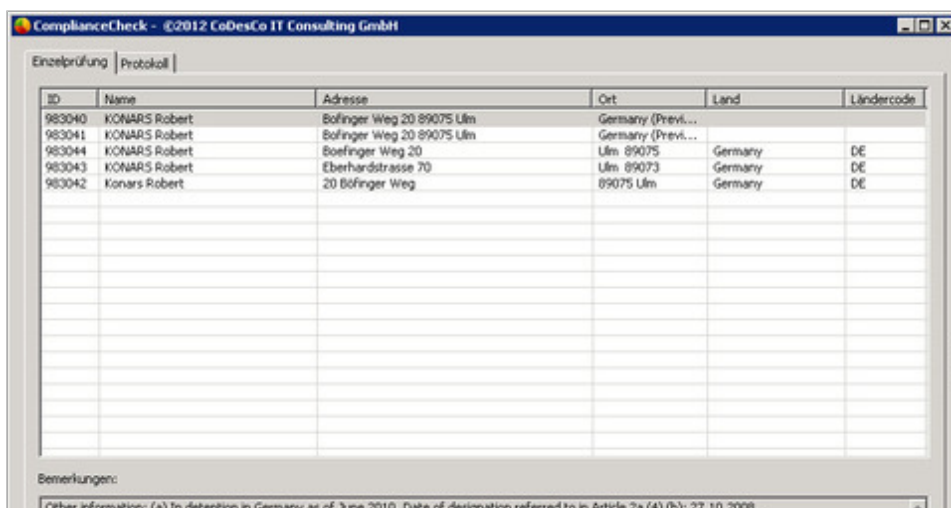 ComplianceCheck - ©2012 CoDesCo IT Consulting GmbH
Einzelprüfung Protokoll
ID Name Adresse Ort Land Ländercode
983040 KONARS Robert Bofinger Weg 20 89075 Ulm Germany (Previ...
983041 KONARS Robert Bofinger Weg 20 89075 Ulm Germany (Previ...
983044 KONARS Robert Boefinger Weg 20 Ulm 89075 Germany DE
983043 KONARS Robert Eberhardstrasse 70 Ulm 89073 Germany DE
983042 Konars Robert 20 Böfinger Weg 89075 Ulm Germany DE
Bemerkungen:
Other information: (a) In detention in Germany as of June 2010. Date of designation referred to in Article 2a (4) (b): 27.10.2008.